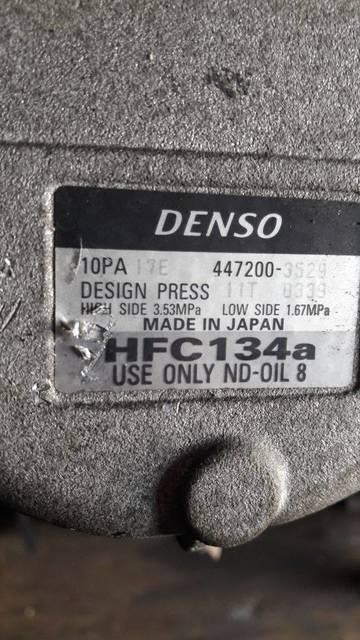 DENSO
10PA 17E 447200-3529
DESIGN PRESS 11T 0339
HIGH SIDE 3.53MPa LOW SIDE 1.67MPa
MADE IN JAPAN
HFC134a
USE ONLY ND-OIL 8